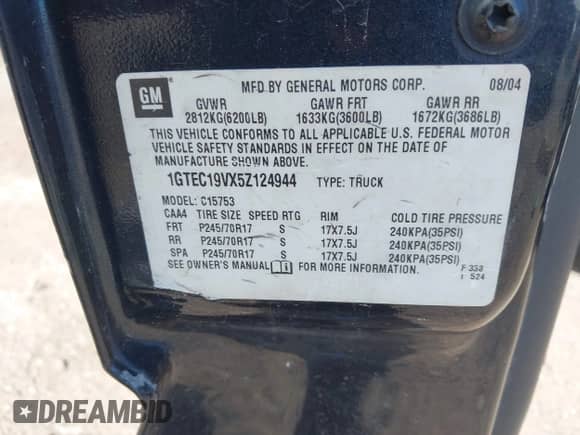 GM
MFD BY GENERAL MOTORS CORP. 08/04
GVWR GAWR FRT GAWR RR
2812KG(6200LB) 1633KG(3600LB) 1672KG(3686LB)
THIS VEHICLE CONFORMS TO ALL APPLICABLE U.S. FEDERAL MOTOR
VEHICLE SAFETY STANDARDS IN EFFECT ON THE DATE OF
MANUFACTURE SHOWN ABOVE.
1GTEC19VX5Z124944 TYPE: TRUCK
MODEL: C15753
CAA4 TIRE SIZE SPEED RTG RIM COLD TIRE PRESSURE
FRT P245/70R17 S 17X7.5J 240KPA(35PSI)
RR P245/70R17 S 17X7.5J 240KPA(35PSI)
SPA P245/70R17 S 17X7.5J 240KPA(35PSI)
SEE OWNER'S MANUAL FOR MORE INFORMATION.
F 358
524
DREAMBID